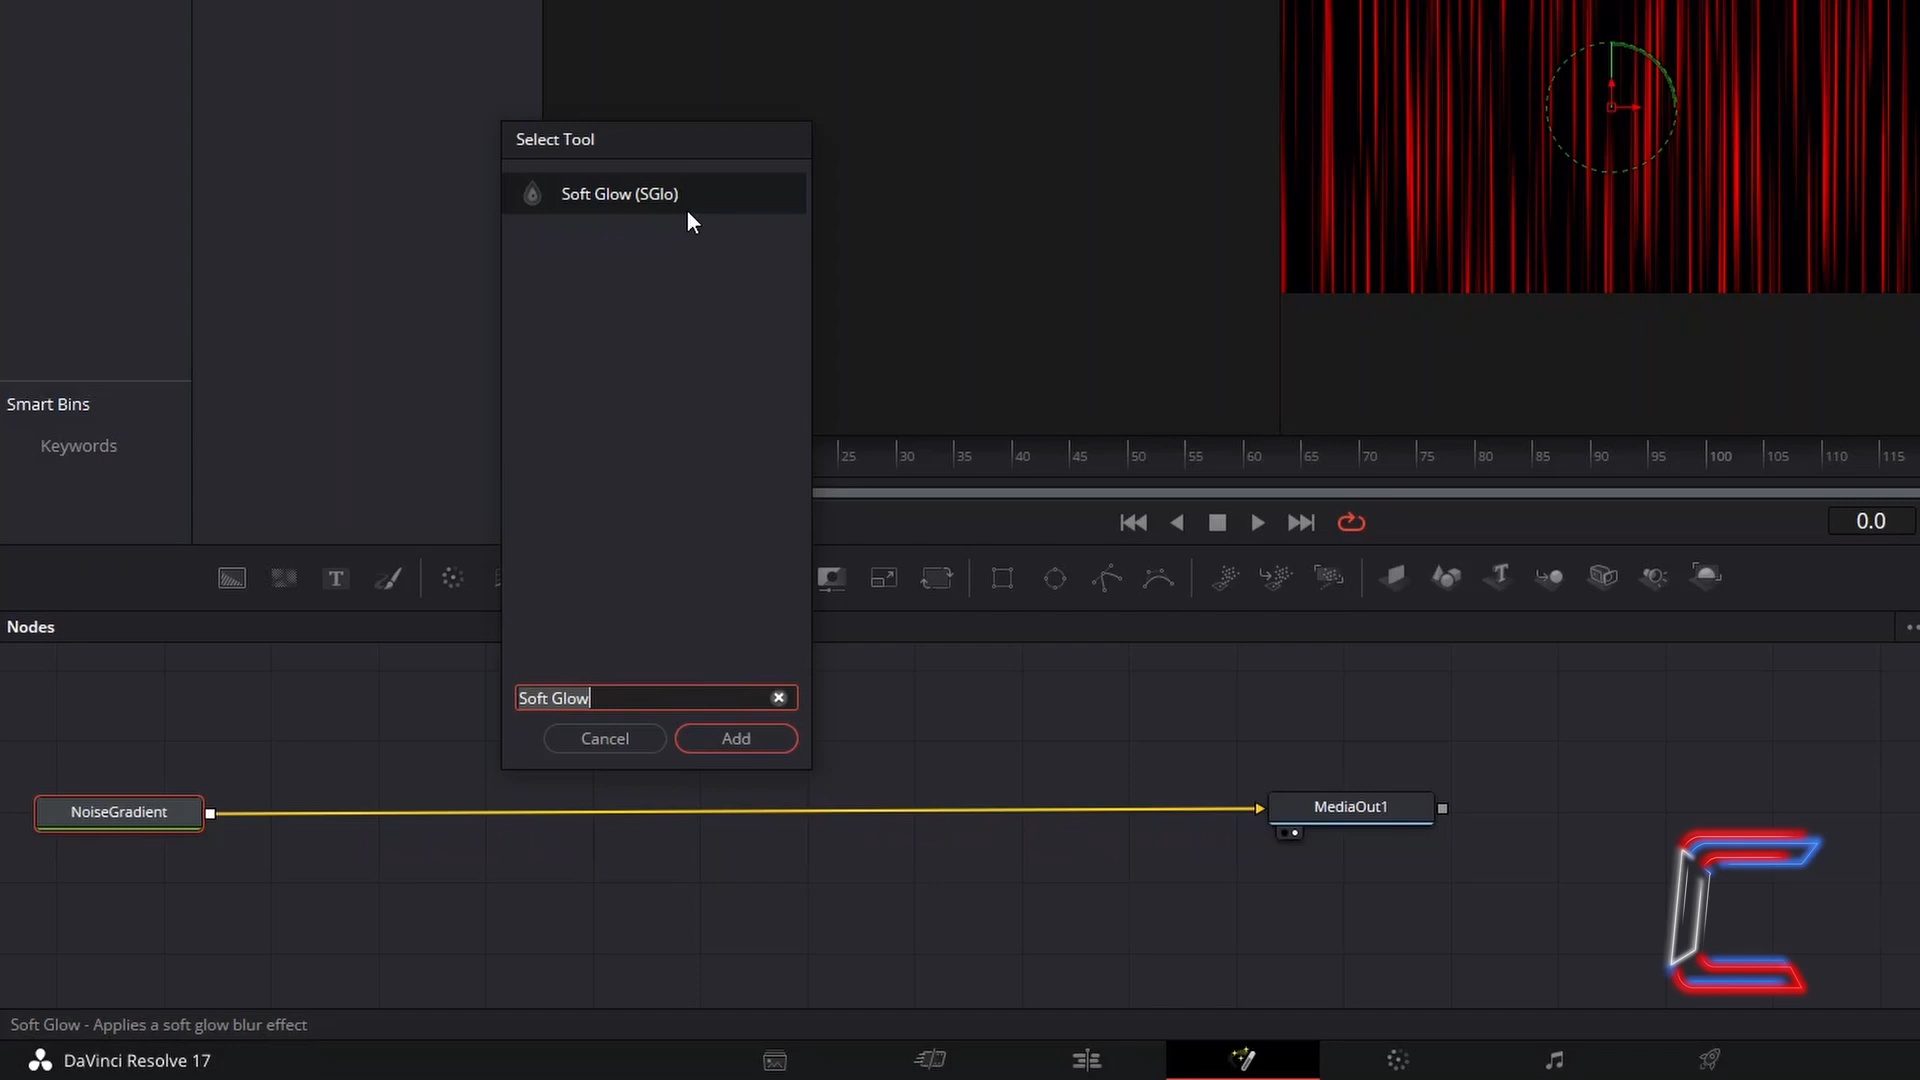 Select Tool
Soft Glow (SGlo)
Smart Bins
Keywords
25 30 35 40 45 50 55 60 65 70 75 80 85 90 95 100 105 110 115
0.0
T
Nodes
Soft Glow
Cancel
Add
NoiseGradient
MediaOut1
Soft Glow - Applies a soft glow blur effect
DaVinci Resolve 17